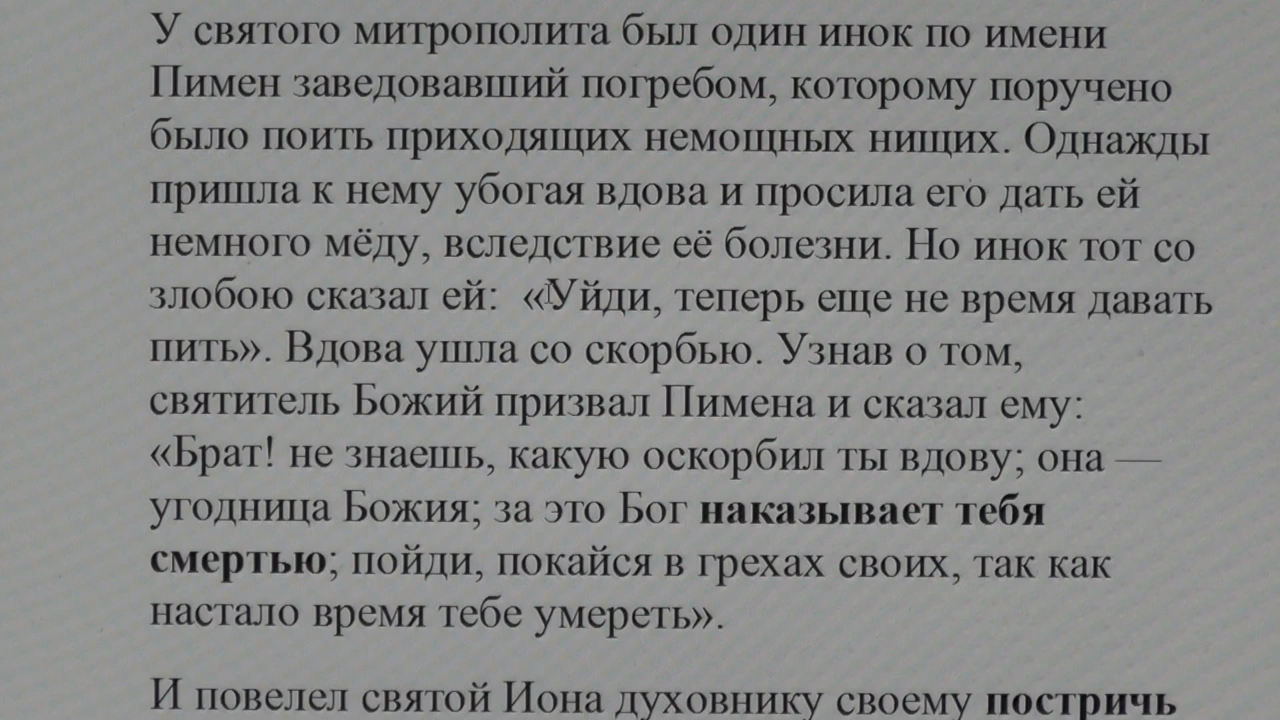 У святого митрополита был один инок по имени
Пимен заведовавший погребом, которому поручено
было поить приходящих немощных нищих. Однажды
пришла к нему убогая вдова и просила его дать ей
немного мёду, вследствие её болезни. Но инок тот со
злобою сказал ей:  «Уйди, теперь еще не время давать
пить». Вдова ушла со скорбью. Узнав о том,
святитель Божий призвал Пимена и сказал ему:
«Брат! не знаешь, какую оскорбил ты вдову; она —
угодница Божия; за это Бог наказывает тебя
смертью; пойди, покайся в грехах своих, так как
настало время тебе умереть».
И повелел святой Иона духовнику своему постричь